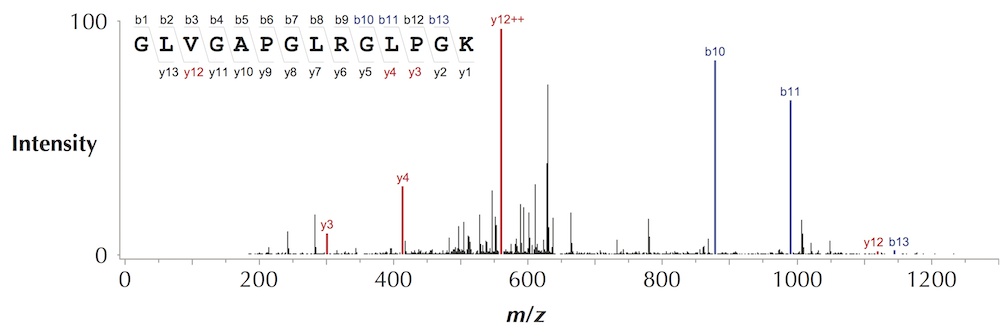 100
b1 b2 b3 b4 b5 b6 b7 b8 b9 b10 b11 b12 b13
G L V G A P G L R G L P G K
y13 y12 y11 y10 y9 y8 y7 y6 y5 y4 y3 y2 y1
y12++
b10
b11
Intensity
y4
y3
y12 b13
0
0 200 400 600 800 1000 1200
m/z